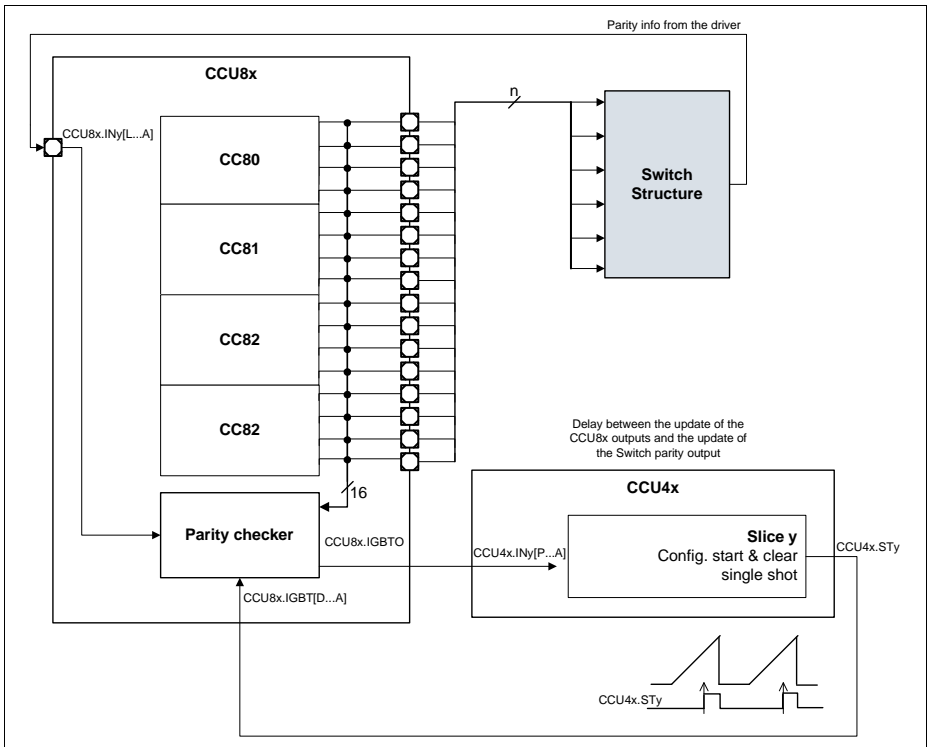 Parity info from the driver
CCU8x
n
CCU8x.INy[L...A]
CC80
Switch
Structure
CC81
CC82
CC82
Delay between the update of the
CCU8x outputs and the update of
the Switch parity output
16
CCU4x
Parity checker
CCU8x.IGBTO
CCU4x.INy[P...A]
Slice y
Config. start & clear
single shot
CCU4x.STy
CCU8x.IGBT[D...A]
CCU4x.STy